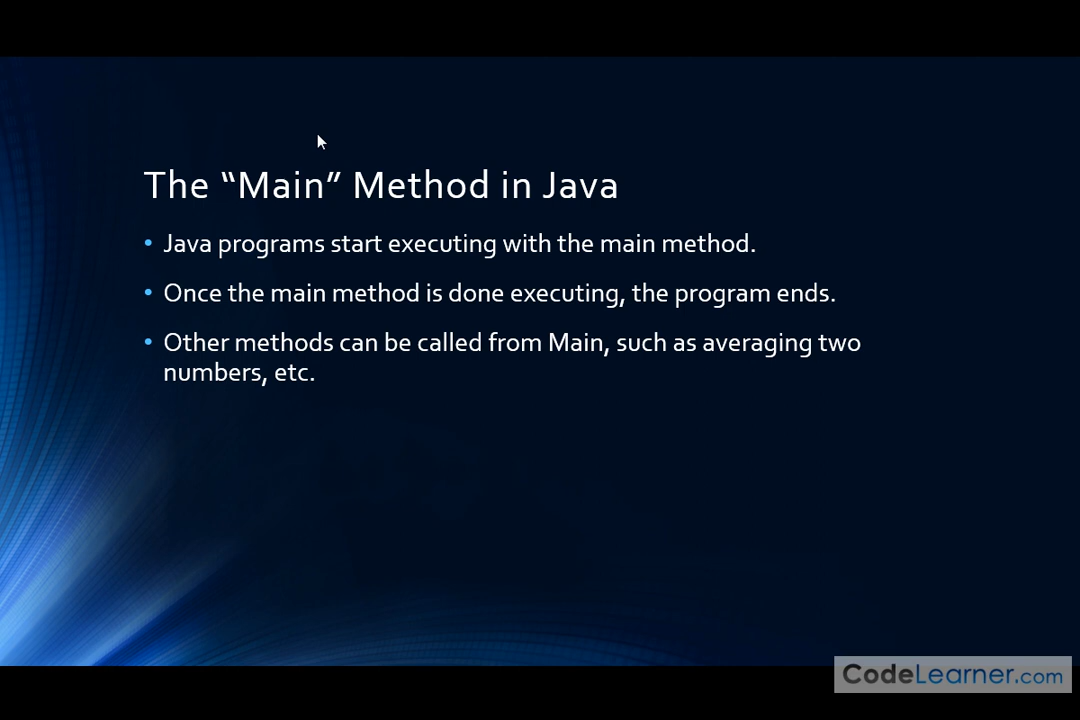 The “Main” Method in Java
• Java programs start executing with the main method.
• Once the main method is done executing, the program ends.
• Other methods can be called from Main, such as averaging two
numbers, etc.
CodeLearner.com